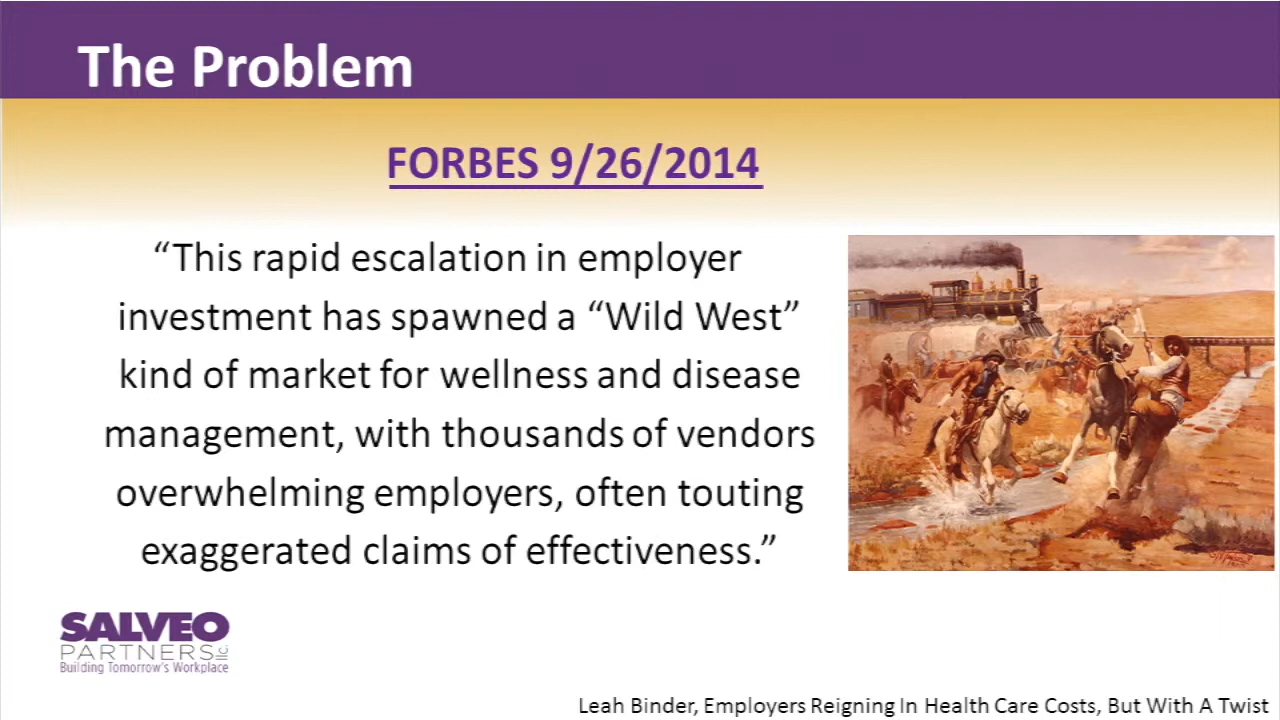 The Problem
FORBES 9/26/2014
“This rapid escalation in employer
investment has spawned a “Wild West”
kind of market for wellness and disease
management, with thousands of vendors
overwhelming employers, often touting
exaggerated claims of effectiveness.”
SALVEO
PARTNERS LLC
Building Tomorrow's Workplace
Leah Binder, Employers Reigning In Health Care Costs, But With A Twist